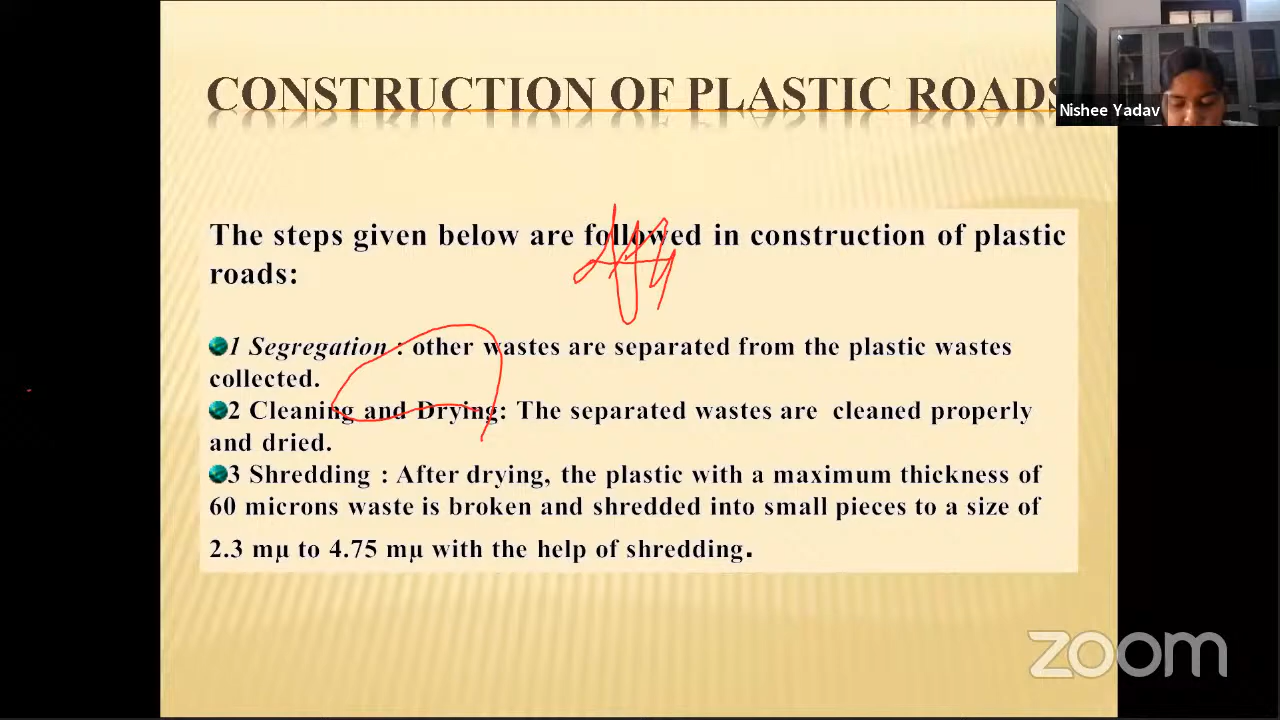 CONSTRUCTION OF PLASTIC ROADS
Nishee Yadav
The steps given below are followed in construction of plastic
roads:
1 Segregation : other wastes are separated from the plastic wastes
collected.
2 Cleaning and Drying: The separated wastes are cleaned properly
and dried.
3 Shredding : After drying, the plastic with a maximum thickness of
60 microns waste is broken and shredded into small pieces to a size of
2.3 mµ to 4.75 mµ with the help of shredding.
zoom